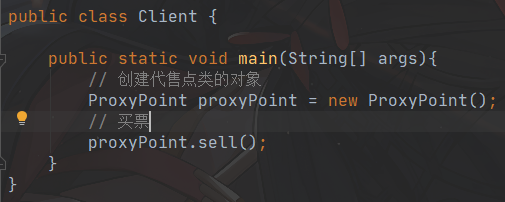 public class Client {
public static void main(String[] args){
// 创建代售点类的对象
ProxyPoint proxyPoint = new ProxyPoint();
// 买票
proxyPoint.sell();
}
}